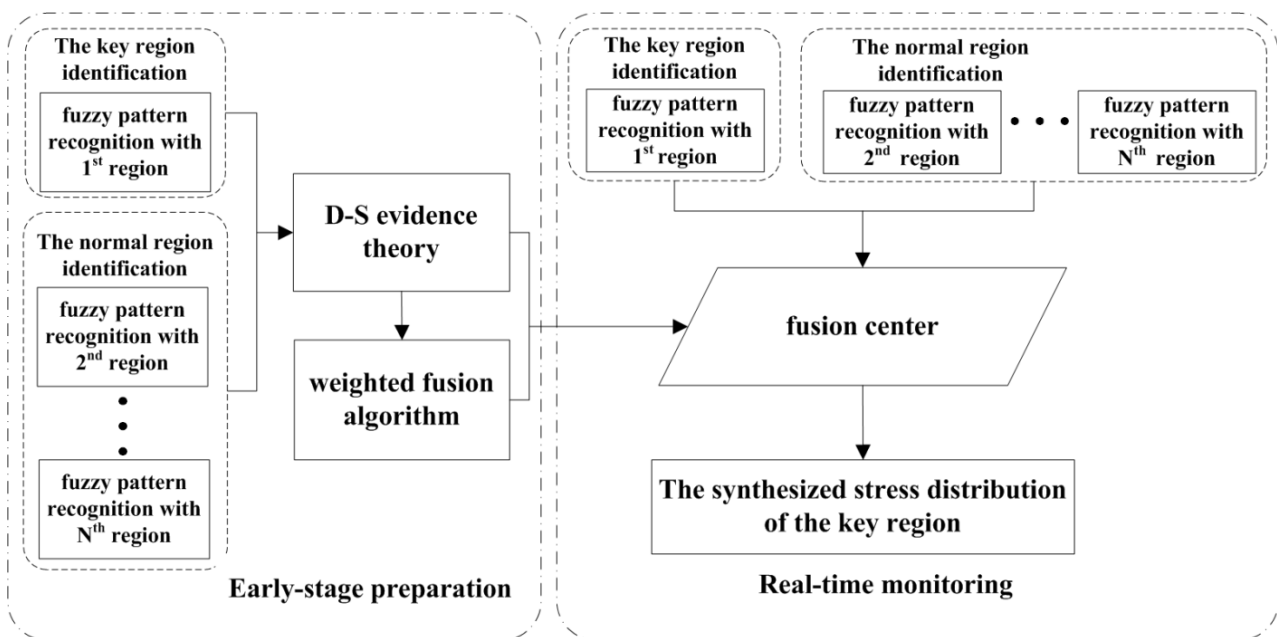 The key region
identification
fuzzy pattern
recognition with
1st region
The normal region
identification
fuzzy pattern
recognition with
2nd region
fuzzy pattern
recognition with
Nth region
D-S evidence
theory
weighted fusion
algorithm
Early-stage preparation
The key region
identification
fuzzy pattern
recognition with
1st region
The normal region
identification
fuzzy pattern
recognition with
2nd region
fuzzy pattern
recognition with
Nth region
fusion center
The synthesized stress distribution
of the key region
Real-time monitoring